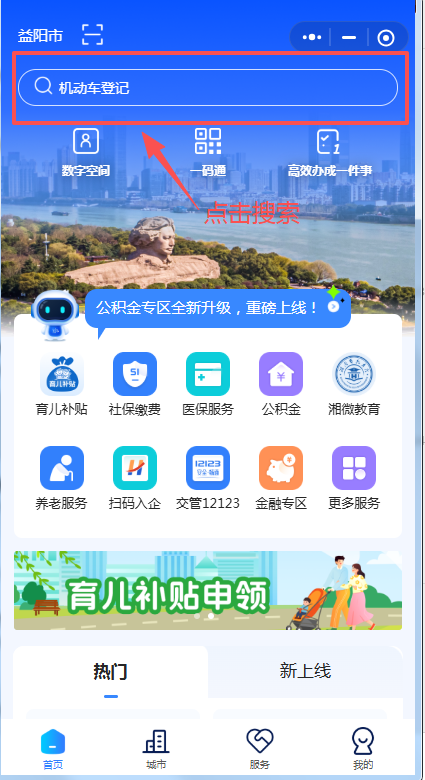 益阳市
机动车登记
数字空间 一码通 高效办成一件事
点击搜索
公积金专区全新升级，重磅上线！
育儿补贴
育儿补贴 社保缴费 医保服务 公积金 湘微教育
12123
养老服务 扫码入企 交管12123 金融专区 更多服务
育儿补贴申领
热门 新上线
首页 城市 服务 我的